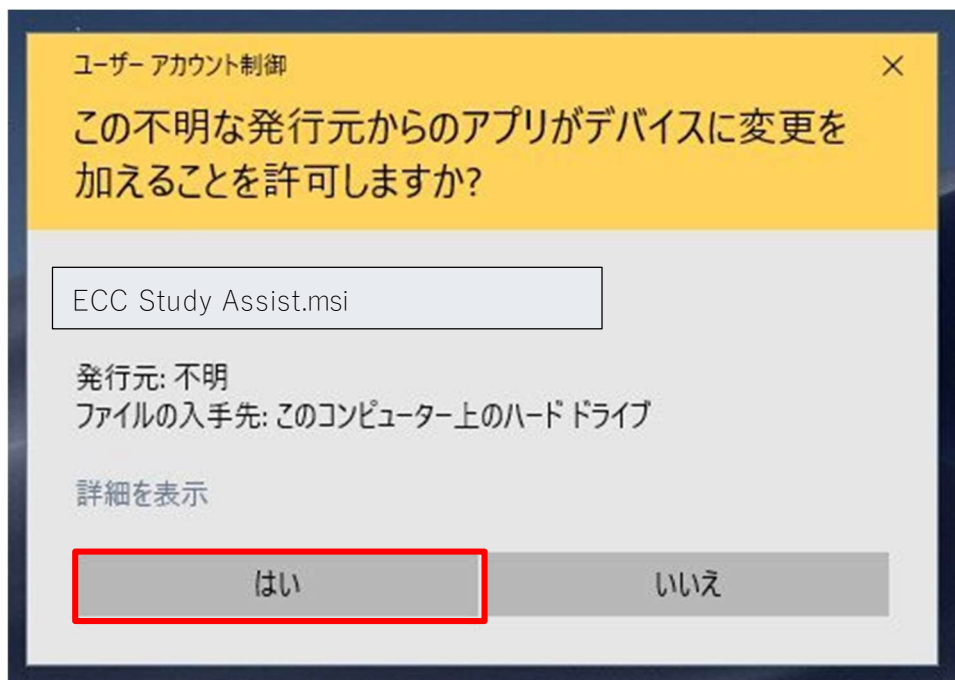 ユーザー アカウント制御
この不明な発行元からのアプリがデバイスに変更を
加えることを許可しますか?
ECC Study Assist.msi
発行元: 不明
ファイルの入手先: このコンピューター上のハード ドライブ
詳細を表示
はい
いいえ